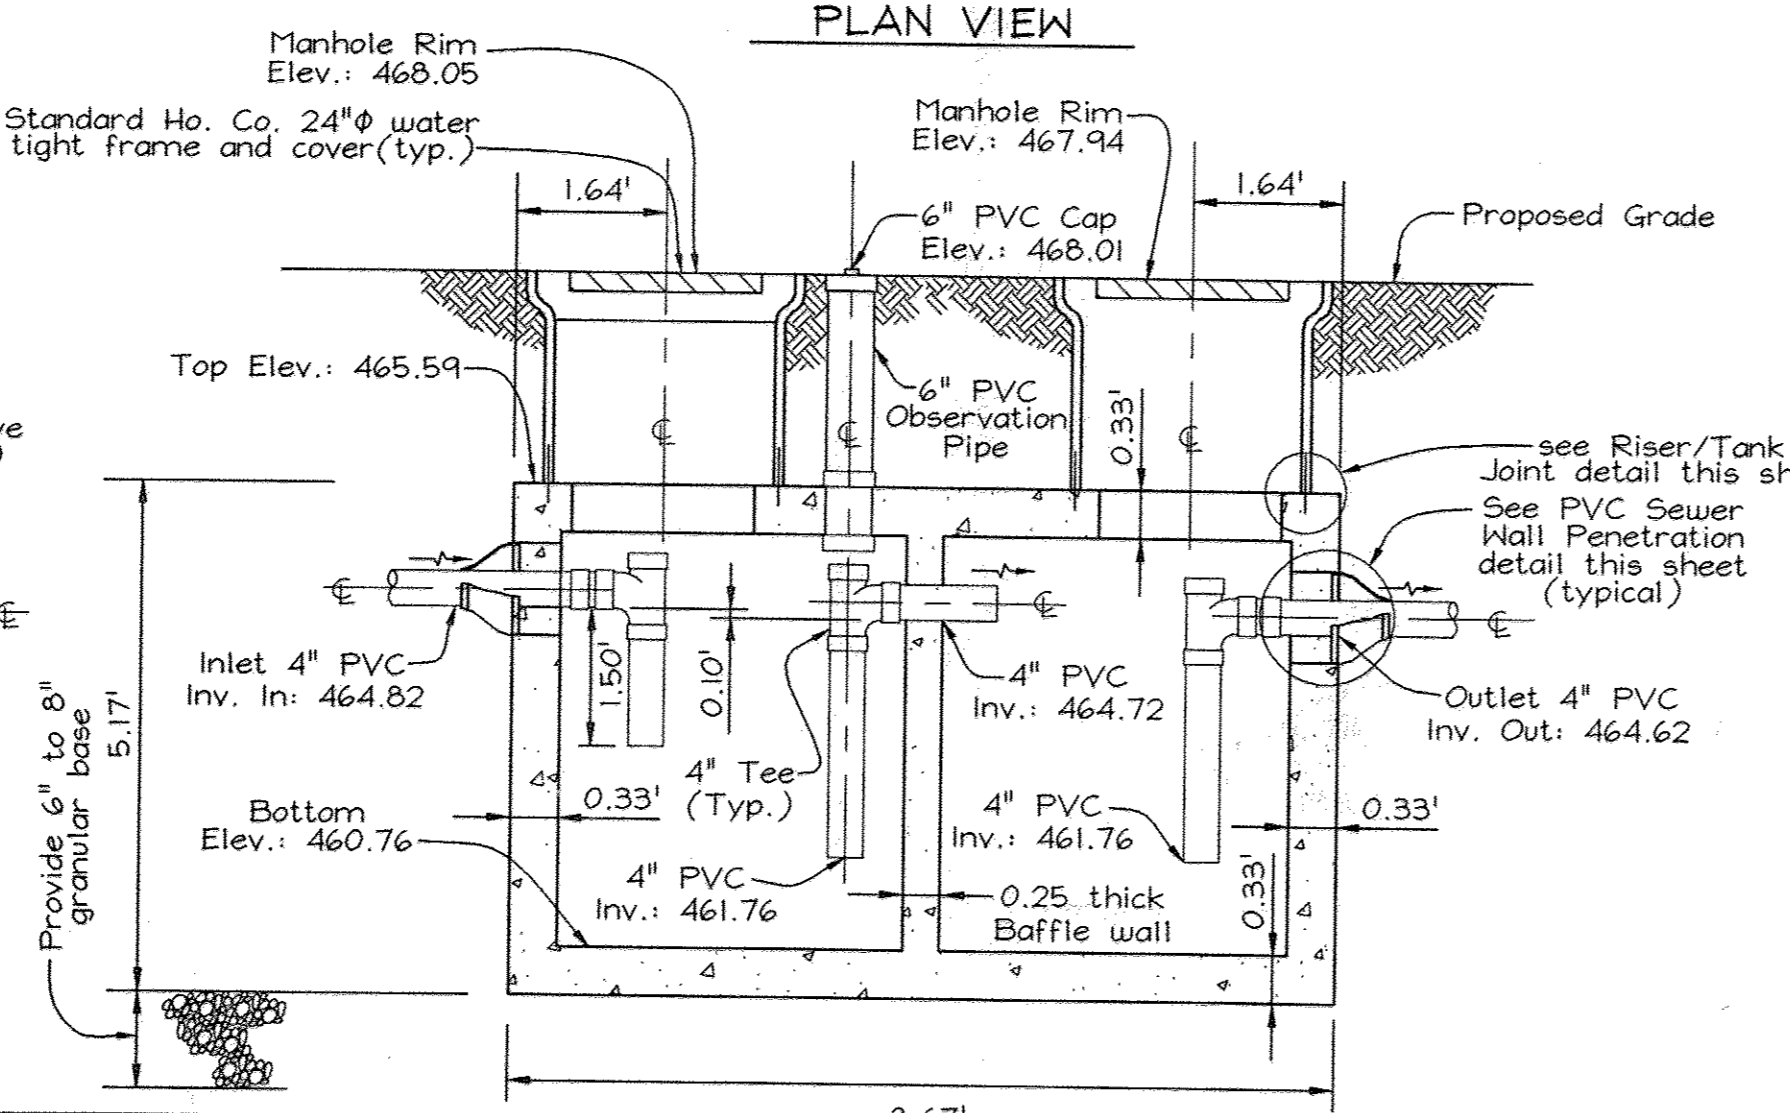 PLAN VIEW
Manhole Rim
Elev.: 468.05
Standard Ho. Co. 24"Φ water
tight frame and cover(typ.)
Manhole Rim
Elev.: 467.94
1.64'
1.64'
6" PVC Cap
Elev.: 468.01
Proposed Grade
Top Elev.: 465.59
6" PVC
Observation
Pipe
0.33'
℄
℄
℄
see Riser/Tank
Joint detail this sh
See PVC Sewer
Wall Penetration
detail this sheet
(typical)
℄
℄
℄
℄
Inlet 4" PVC
Inv. In: 464.82
1.50'
0.10'
4" PVC
Inv.: 464.72
Outlet 4" PVC
Inv. Out: 464.62
Provide 6" to 8"
granular base
5.17'
4" Tee
(Typ.)
Bottom
Elev.: 460.76
0.33'
4" PVC
Inv.: 461.76
0.33'
4" PVC
Inv.: 461.76
0.25 thick
Baffle wall
0.33'